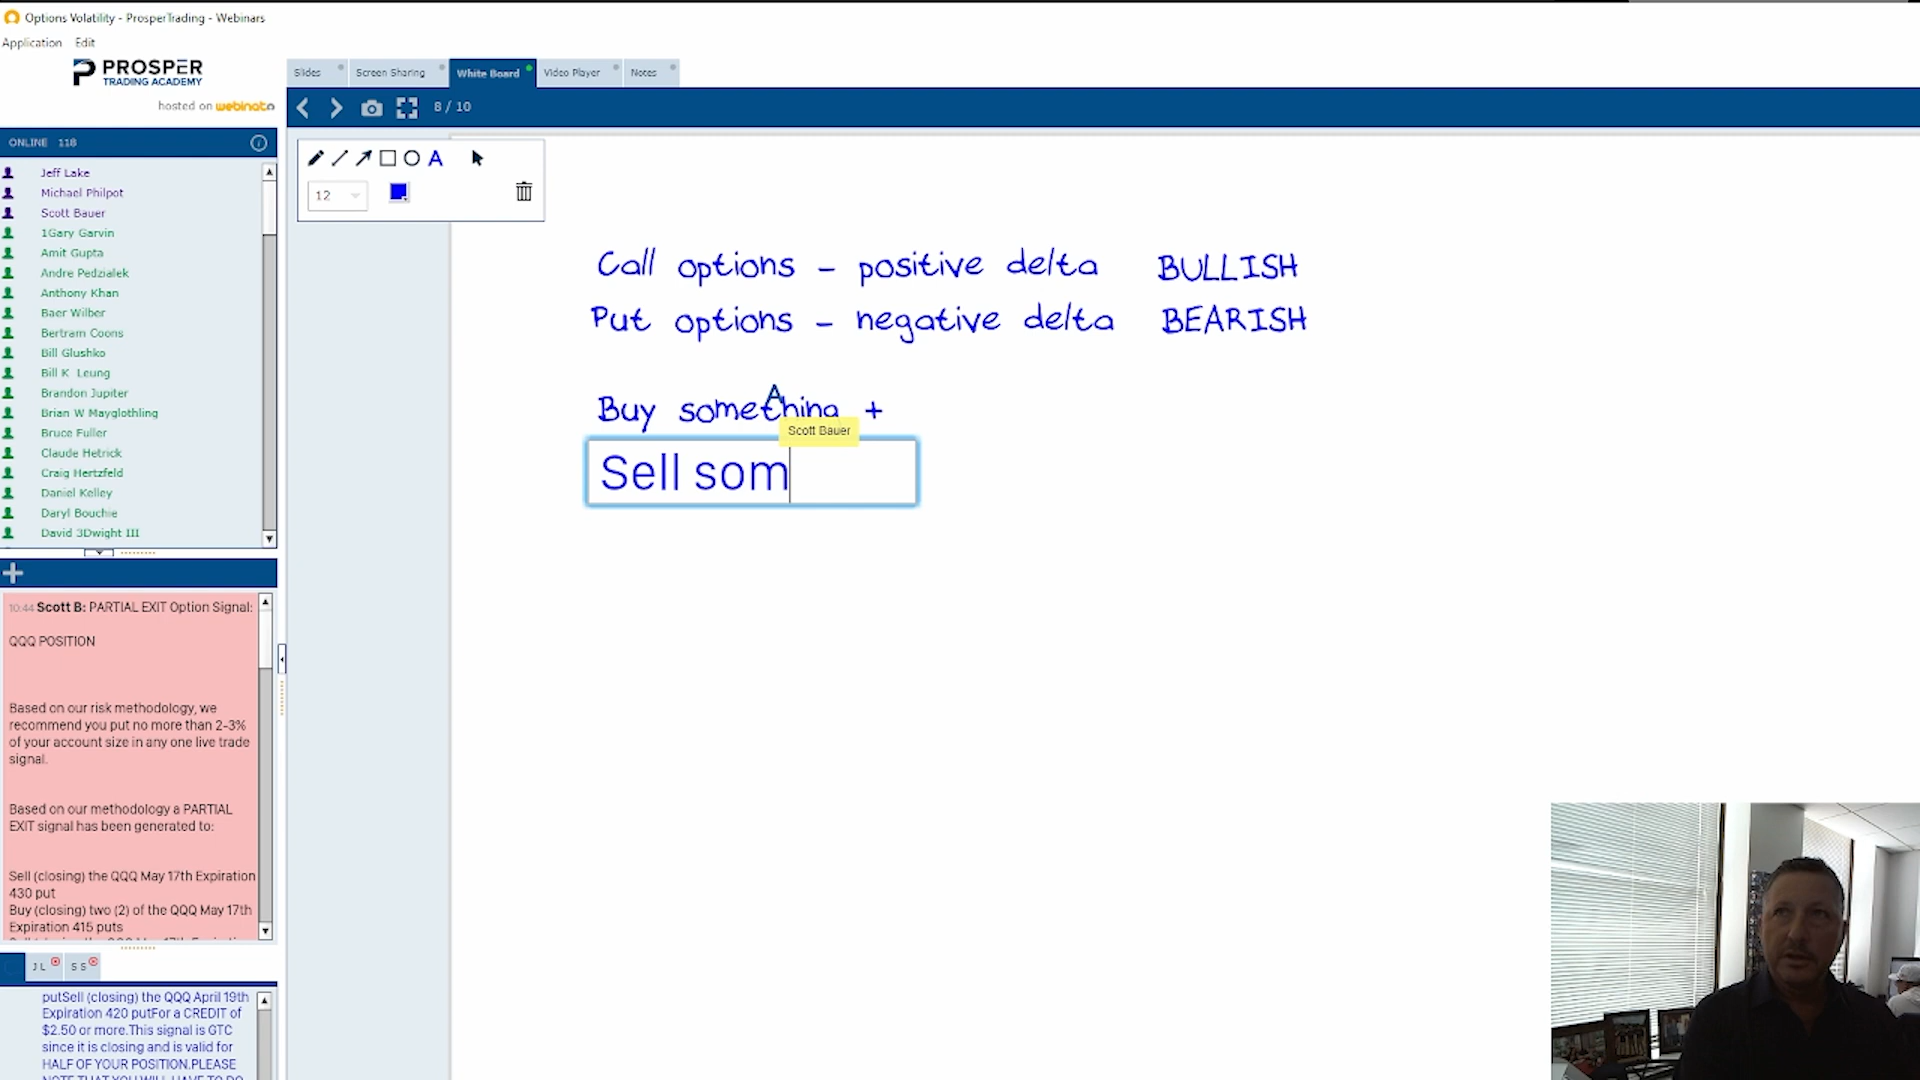 Options Volatility - ProsperTrading - Webinars
Application Edit
PROSPER
TRADING ACADEMY
hosted on webinato
Slides Screen Sharing White Board Video Player Notes
8 / 10
ONLINE 118
Jeff Lake
Michael Philpot
Scott Bauer
1Gary Garvin
Amit Gupta
Andre Pedzialek
Anthony Khan
Baer Wilber
Bertram Coons
Bill Glushko
Bill K Leung
Brandon Jupiter
Brian W Mayglothling
Bruce Fuller
Claude Hetrick
Craig Hertzfeld
Daniel Kelley
Daryl Bouchie
David 3Dwight III
A
12
Call options - positive delta BULLISH
Put options - negative delta BEARISH
A
Buy something +
Scott Bauer
Sell som
10:44 Scott B: PARTIAL EXIT Option Signal:
QQQ POSITION
Based on our risk methodology, we
recommend you put no more than 2-3%
of your account size in any one live trade
signal.
Based on our methodology a PARTIAL
EXIT signal has been generated to:
Sell (closing) the QQQ May 17th Expiration
430 put
Buy (closing) two (2) of the QQQ May 17th
Expiration 415 puts
J L S S
putSell (closing) the QQQ April 19th
Expiration 420 putFor a CREDIT of
$2.50 or more.This signal is GTC
since it is closing and is valid for
HALF OF YOUR POSITION.PLEASE
NOTE THAT YOU WILL HAVE TO DO